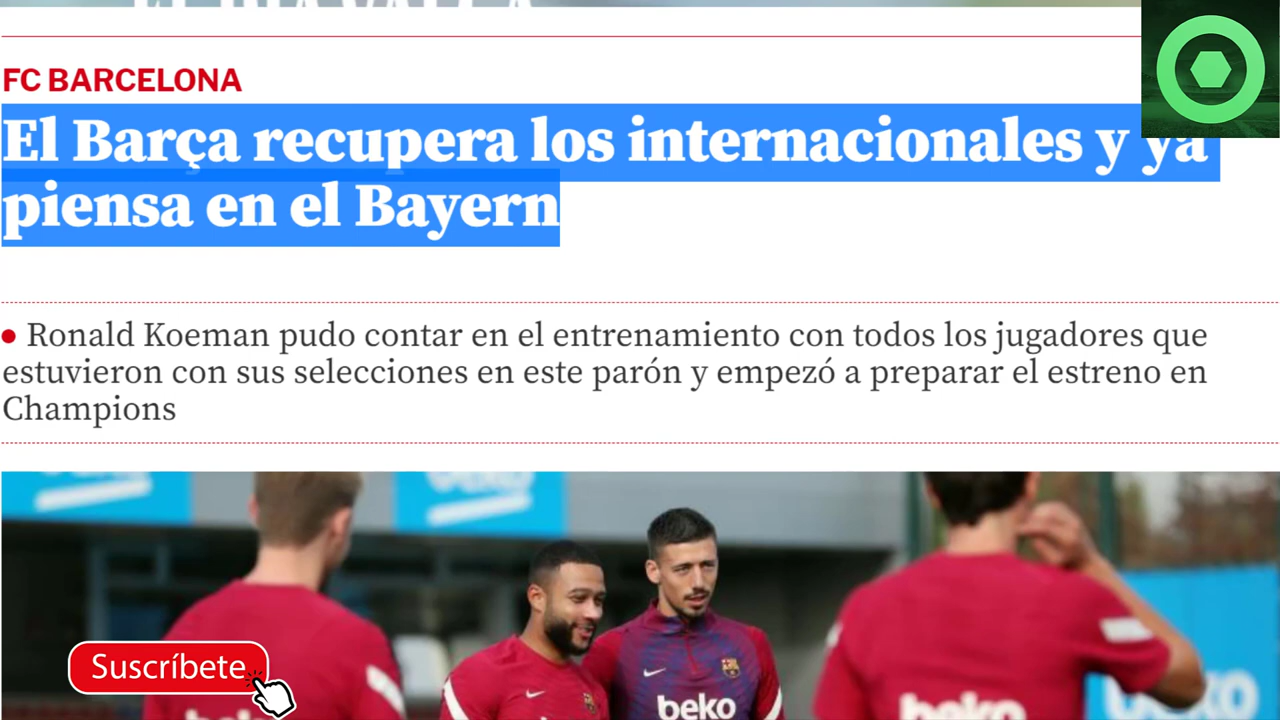 FC BARCELONA
El Barça recupera los internacionales y ya
piensa en el Bayern
• Ronald Koeman pudo contar en el entrenamiento con todos los jugadores que
estuvieron con sus selecciones en este parón y empezó a preparar el estreno en
Champions
Suscríbete
beko
beko